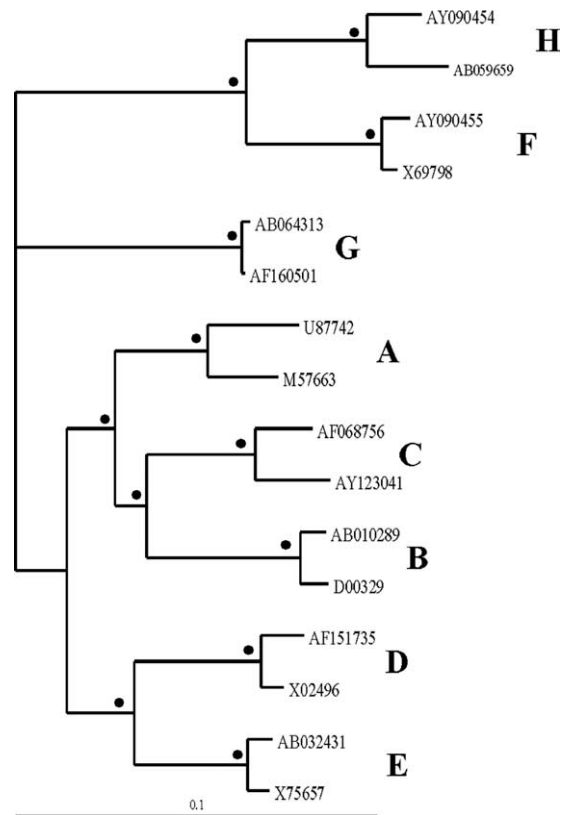 AY090454
H
AB059659
AY090455
F
X69798
AB064313
G
AF160501
U87742
A
M57663
AF068756
C
AY123041
AB010289
B
D00329
AF151735
D
X02496
AB032431
E
X75657
0.1